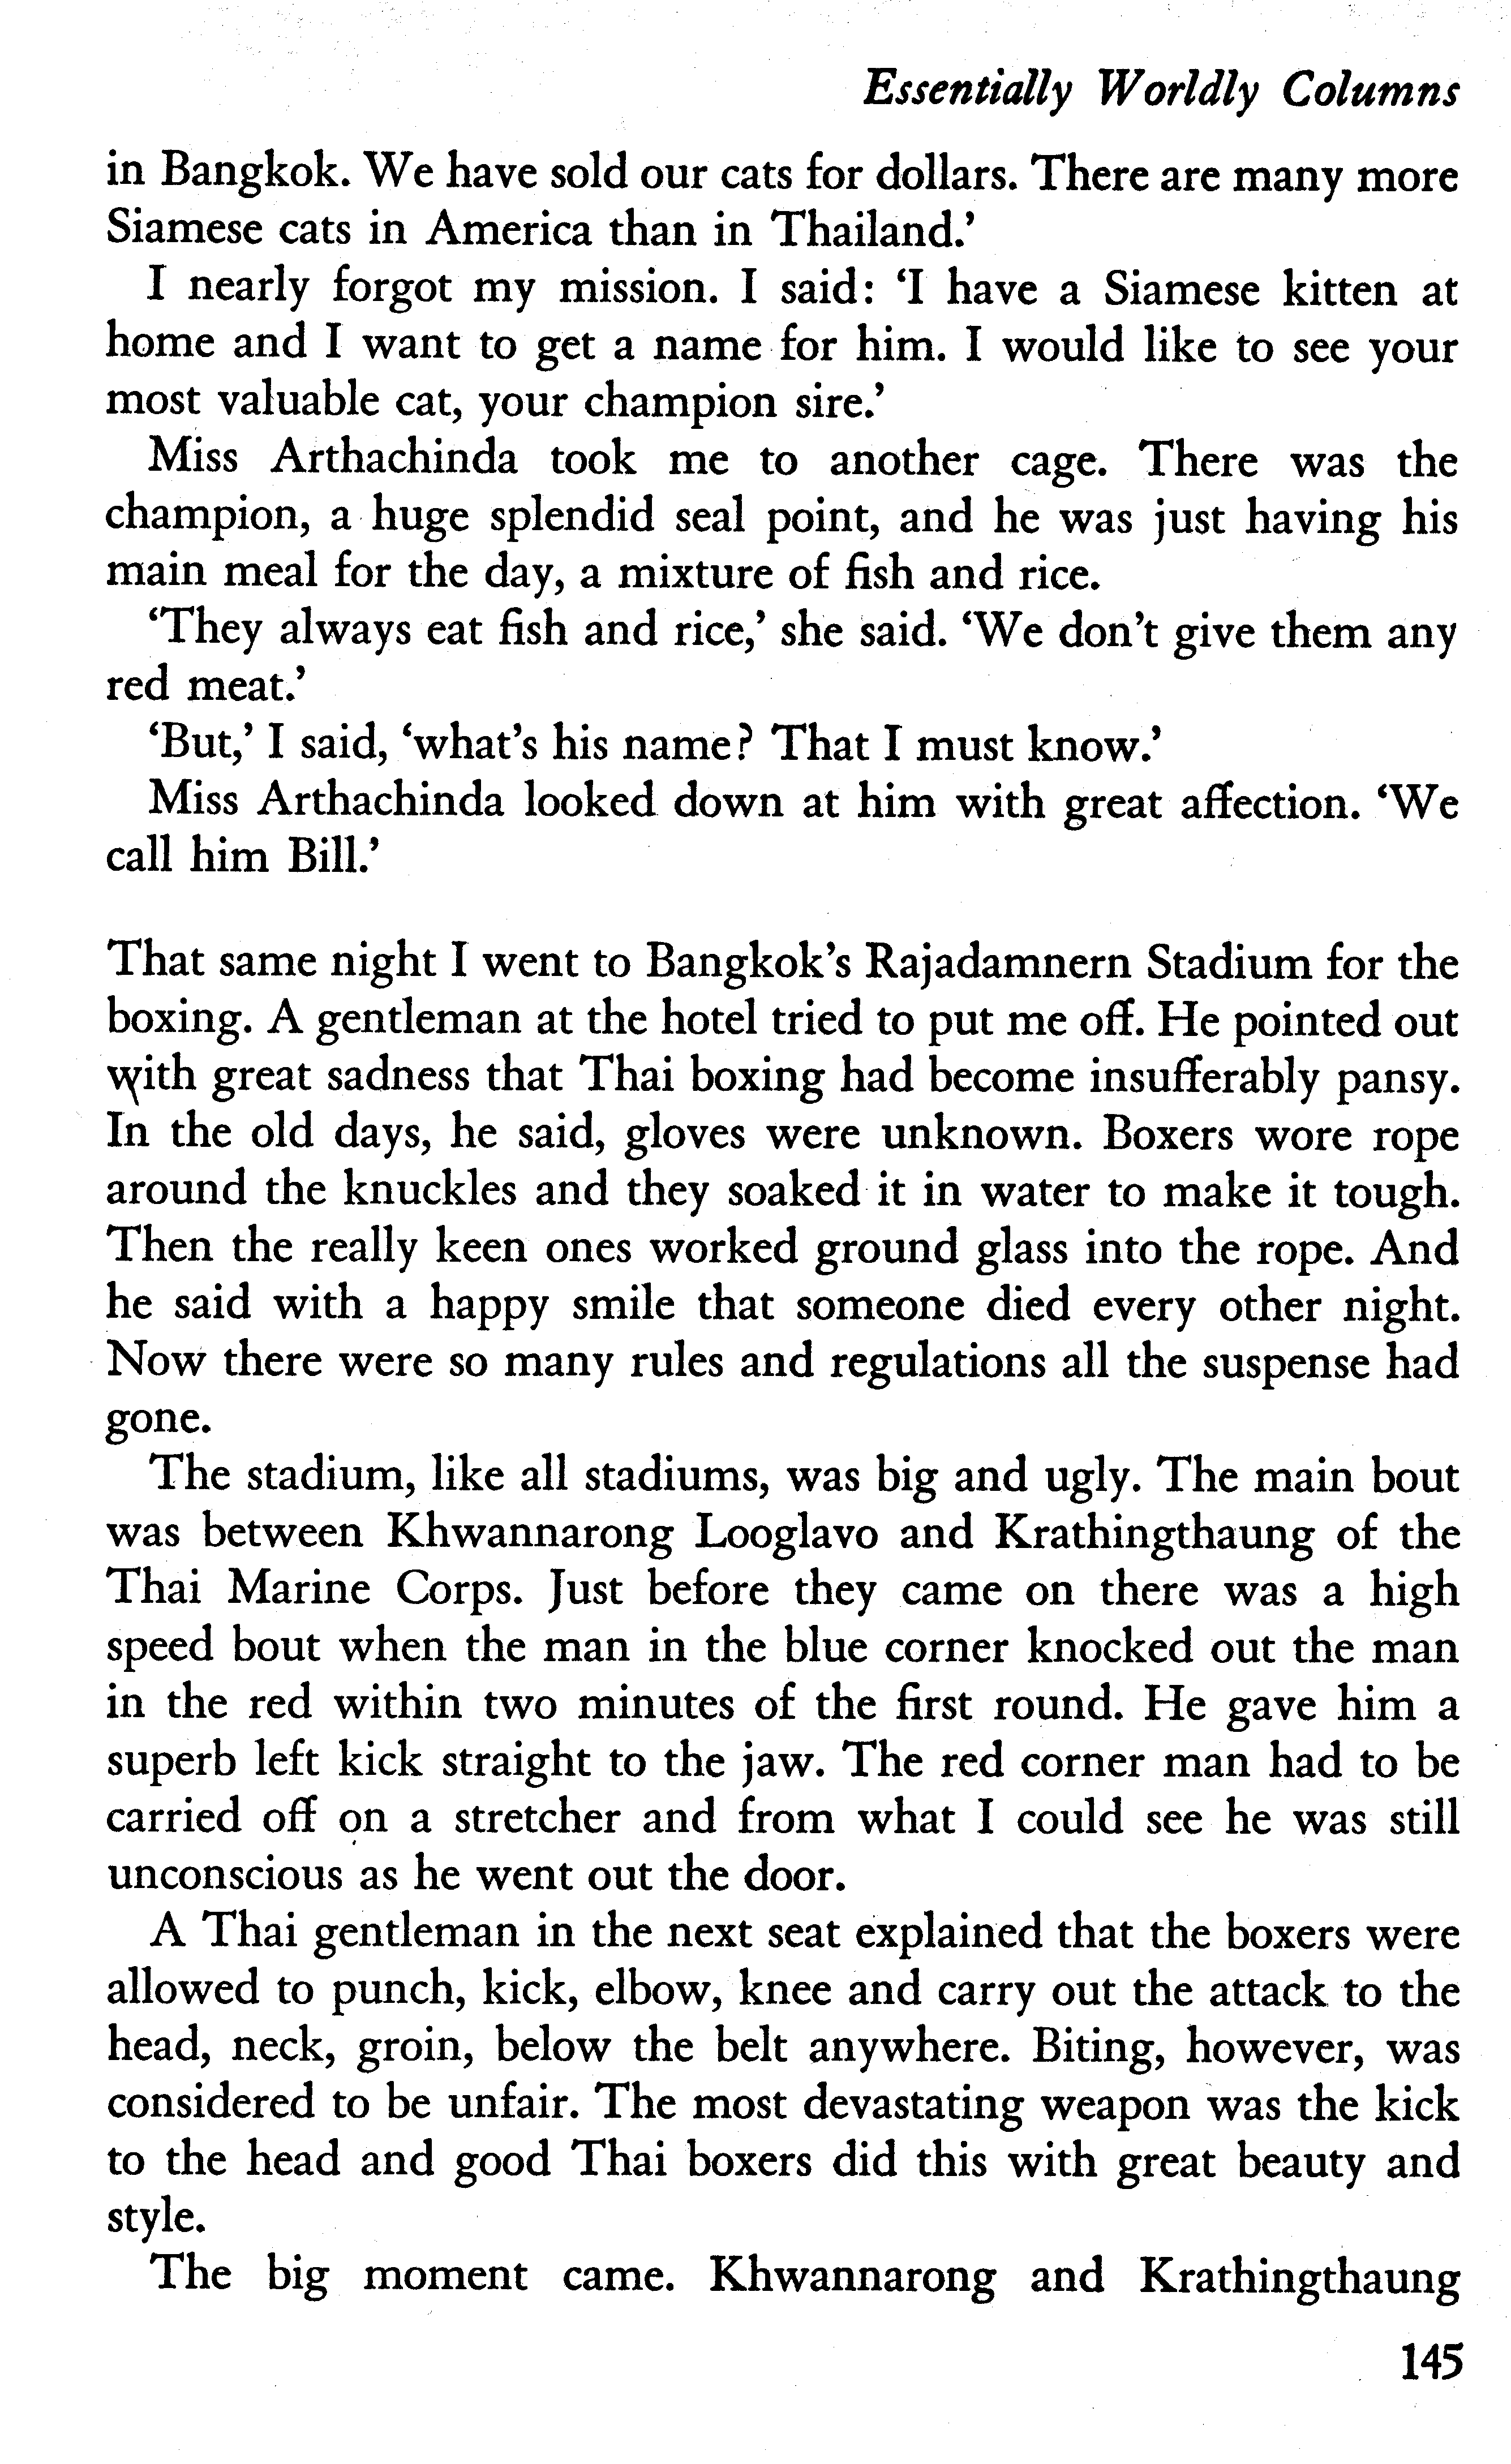 Essentially Worldly Columns
in Bangkok. We have sold our cats for dollars. There are many more
Siamese cats in America than in Thailand.’
I nearly forgot my mission. I said: ‘I have a Siamese kitten at
home and I want to get a name for him. I would like to see your
most valuable cat, your champion sire.’
Miss Arthachinda took me to another cage. There was the
champion, a huge splendid seal point, and he was just having his
main meal for the day, a mixture of fish and rice.
‘They always eat fish and rice,’ she said. ‘We don’t give them any
red meat.’
‘But,’ I said, ‘what’s his name? That I must know.’
Miss Arthachinda looked down at him with great affection. ‘We
call him Bill.’
That same night I went to Bangkok’s Rajadamnern Stadium for the
boxing. A gentleman at the hotel tried to put me off. He pointed out
with great sadness that Thai boxing had become insufferably pansy.
In the old days, he said, gloves were unknown. Boxers wore rope
around the knuckles and they soaked it in water to make it tough.
Then the really keen ones worked ground glass into the rope. And
he said with a happy smile that someone died every other night.
Now there were so many rules and regulations all the suspense had
gone.
The stadium, like all stadiums, was big and ugly. The main bout
was between Khwannarong Looglavo and Krathingthaung of the
Thai Marine Corps. Just before they came on there was a high
speed bout when the man in the blue corner knocked out the man
in the red within two minutes of the first round. He gave him a
superb left kick straight to the jaw. The red corner man had to be
carried off on a stretcher and from what I could see he was still
unconscious as he went out the door.
A Thai gentleman in the next seat explained that the boxers were
allowed to punch, kick, elbow, knee and carry out the attack to the
head, neck, groin, below the belt anywhere. Biting, however, was
considered to be unfair. The most devastating weapon was the kick
to the head and good Thai boxers did this with great beauty and
style.
The big moment came. Khwannarong and Krathingthaung
145